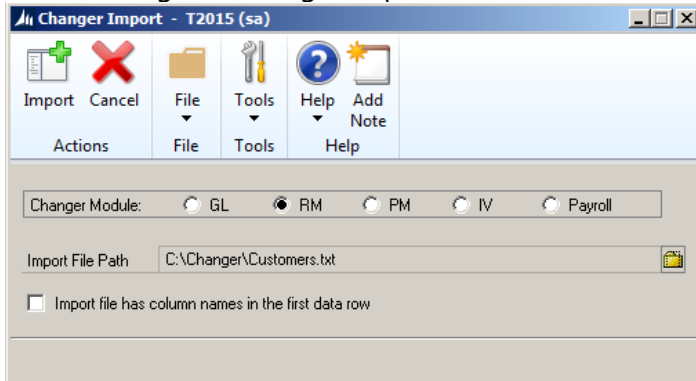 Changer Import - T2015 (sa)
Import Cancel File Tools Help Add Note
Actions File Tools Help
Changer Module: GL RM PM IV Payroll
Import File Path C:\Changer\Customers.txt
Import file has column names in the first data row